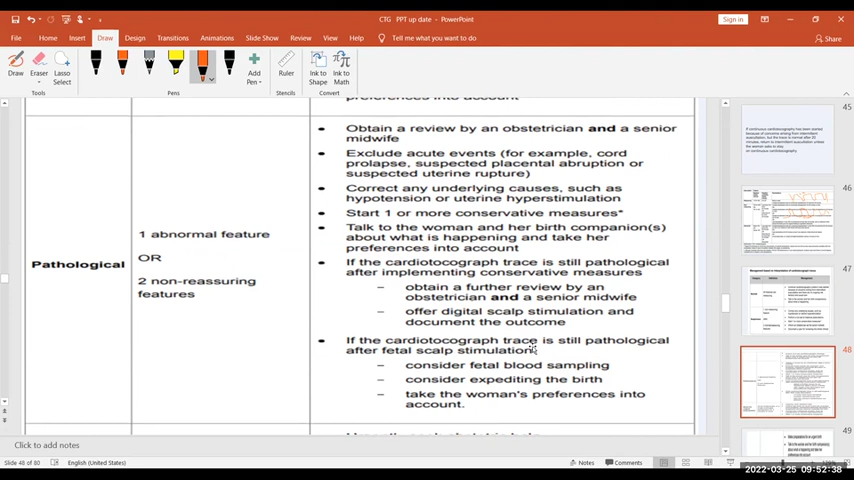 CTG PPT up date - PowerPoint
Sign in
File Home Insert Draw Design Transitions Animations Slide Show Review View Help Tell me what you want to do
Share
Draw Eraser Lasso Select Add Pen Ruler Ink to Shape Ink to Math
Tools Pens Stencils Convert
preferences into account
Pathological
1 abnormal feature
OR
2 non-reassuring
features
• Obtain a review by an obstetrician and a senior
midwife
• Exclude acute events (for example, cord
prolapse, suspected placental abruption or
suspected uterine rupture)
• Correct any underlying causes, such as
hypotension or uterine hyperstimulation
• Start 1 or more conservative measures*
• Talk to the woman and her birth companion(s)
about what is happening and take her
preferences into account
• If the cardiotocograph trace is still pathological
after implementing conservative measures
– obtain a further review by an
obstetrician and a senior midwife
– offer digital scalp stimulation and
document the outcome
• If the cardiotocograph trace is still pathological
after fetal scalp stimulation
– consider fetal blood sampling
– consider expediting the birth
– take the woman's preferences into
account.
45
46
47
48
49
Click to add notes
Slide 48 of 80 English (United States) Notes Comments
2022-03-25 09:52:38